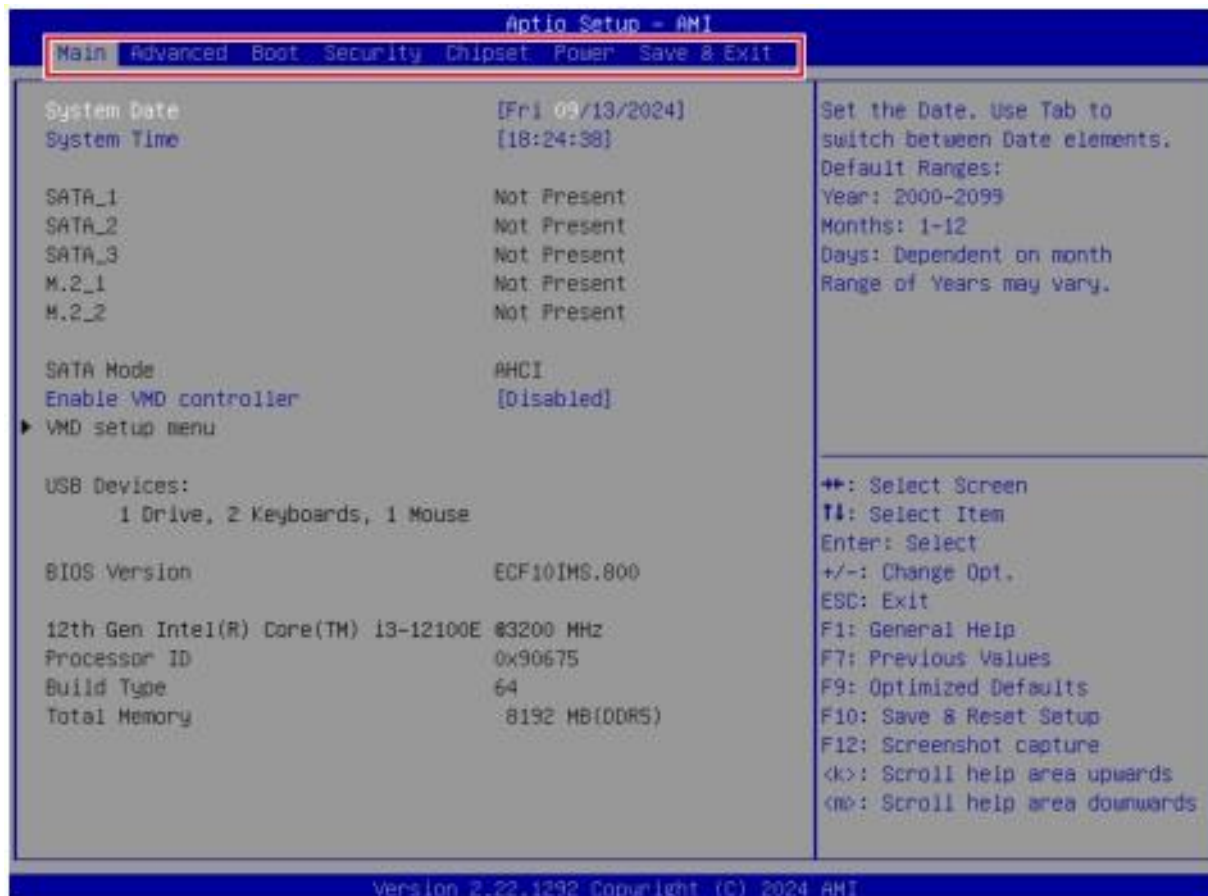 Aptio Setup - AMI
Main Advanced Boot Security Chipset Power Save & Exit
System Date [Fri 09/13/2024]
System Time [18:24:38]
SATA_1 Not Present
SATA_2 Not Present
SATA_3 Not Present
M.2_1 Not Present
M.2_2 Not Present
SATA Mode AHCI
Enable VMD controller [Disabled]
VMD setup menu
USB Devices:
1 Drive, 2 Keyboards, 1 Mouse
BIOS Version ECF10IMS.800
12th Gen Intel(R) Core(TM) i3-12100E @3200 MHz
Processor ID 0x90675
Build Type 64
Total Memory 8192 MB(DDR5)
Set the Date. Use Tab to
switch between Date elements.
Default Ranges:
Year: 2000-2099
Months: 1-12
Days: Dependent on month
Range of Years may vary.
→←: Select Screen
↑↓: Select Item
Enter: Select
+/-: Change Opt.
ESC: Exit
F1: General Help
F7: Previous Values
F9: Optimized Defaults
F10: Save & Reset Setup
F12: Screenshot capture
<k>: Scroll help area upwards
<m>: Scroll help area downwards
Version 2.22.1292 Copyright (C) 2024 AMI